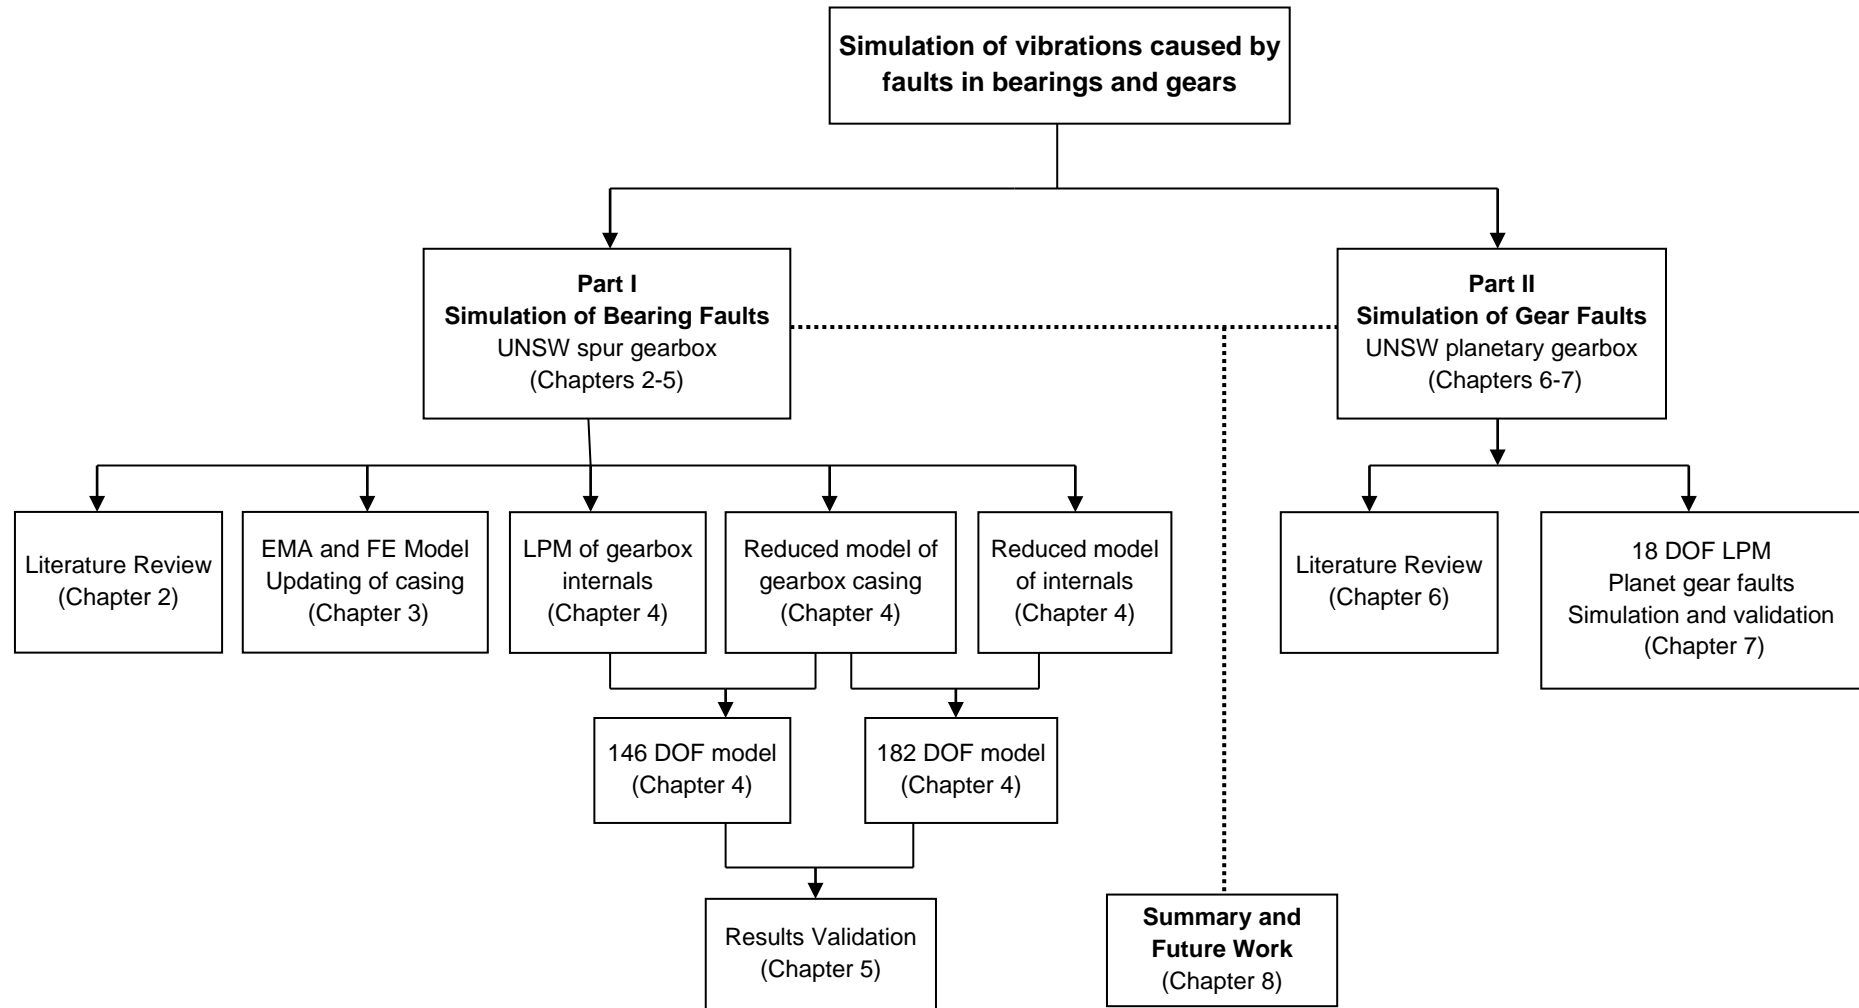 Simulation of vibrations caused by
faults in bearings and gears
Part I
Simulation of Bearing Faults
UNSW spur gearbox
(Chapters 2-5)
Part II
Simulation of Gear Faults
UNSW planetary gearbox
(Chapters 6-7)
Literature Review
(Chapter 2)
EMA and FE Model
Updating of casing
(Chapter 3)
LPM of gearbox
internals
(Chapter 4)
Reduced model of
gearbox casing
(Chapter 4)
Reduced model
of internals
(Chapter 4)
Literature Review
(Chapter 6)
18 DOF LPM
Planet gear faults
Simulation and validation
(Chapter 7)
146 DOF model
(Chapter 4)
182 DOF model
(Chapter 4)
Results Validation
(Chapter 5)
Summary and
Future Work
(Chapter 8)